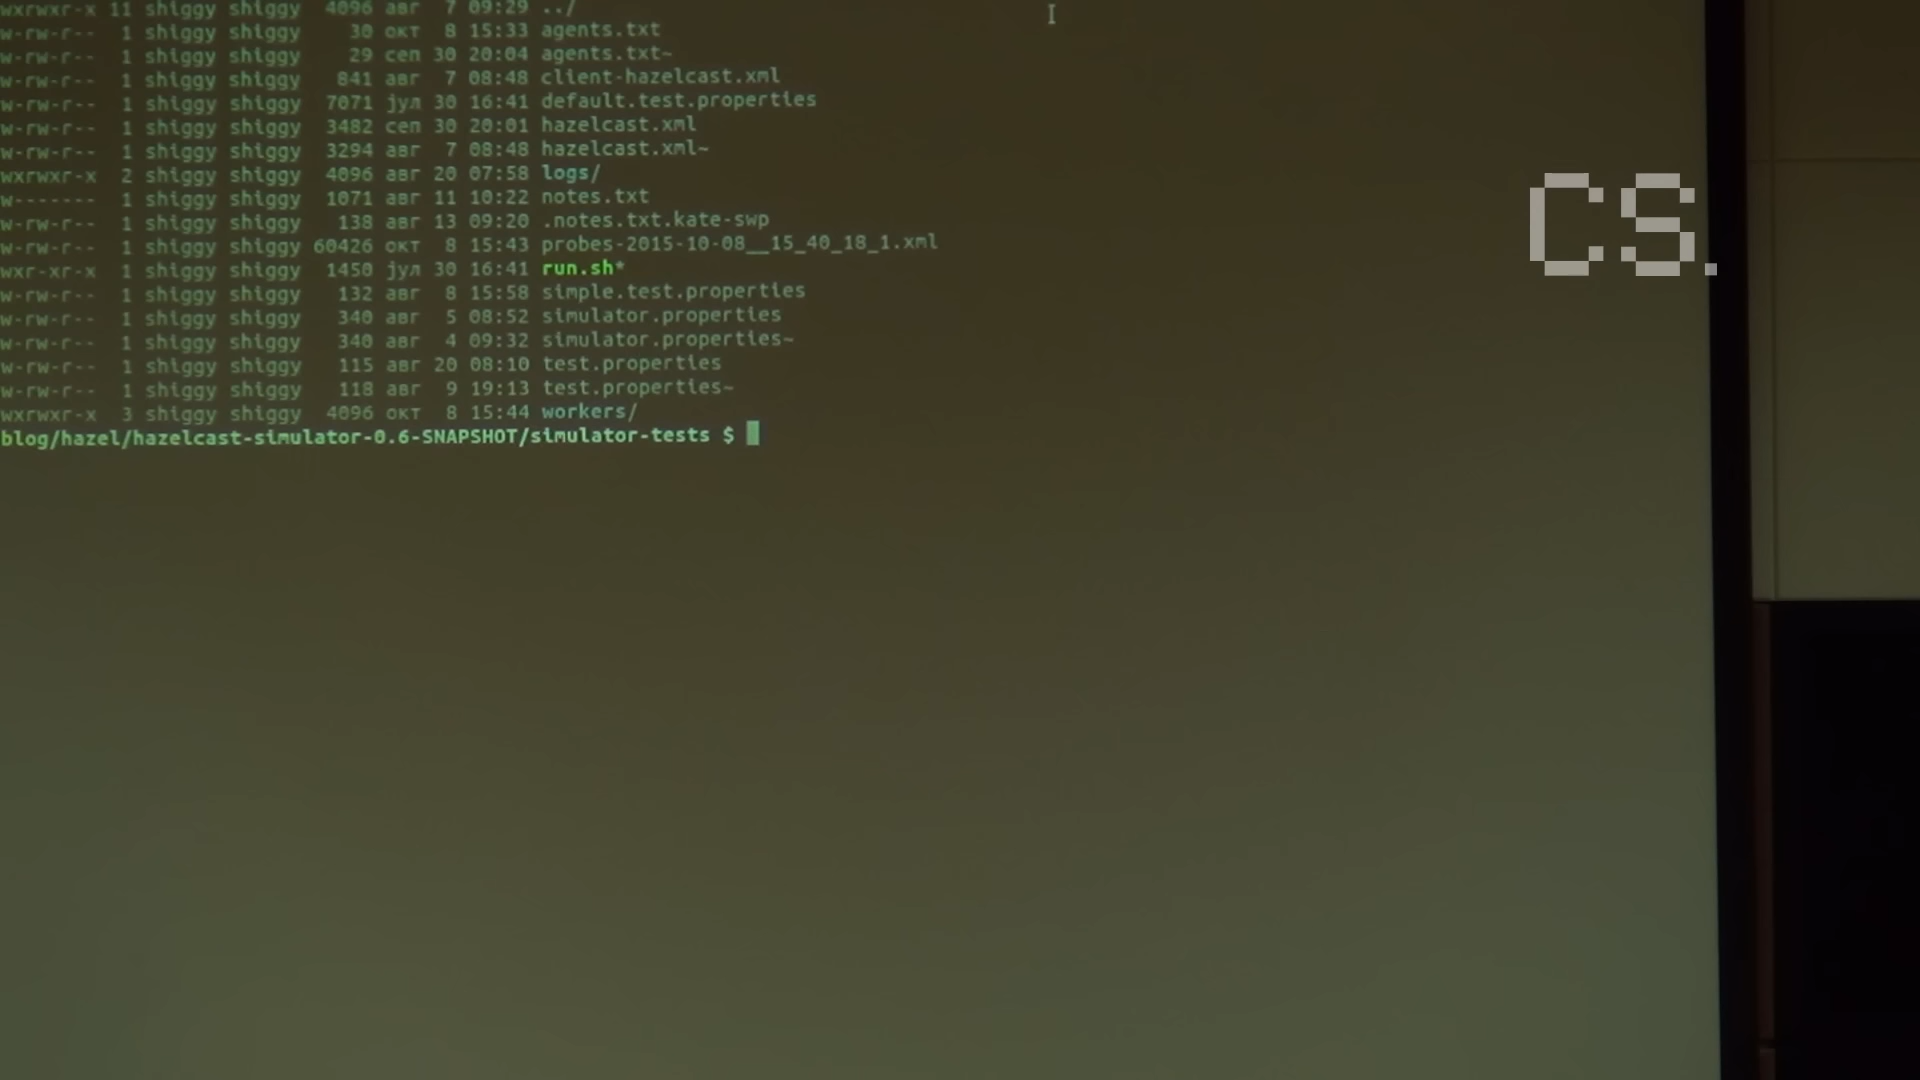 wxrwxr-x 11 shiggy shiggy 4096 авг 7 09:29 ../
w-rw-r-- 1 shiggy shiggy 30 окт 8 15:33 agents.txt
w-rw-r-- 1 shiggy shiggy 29 сеп 30 20:04 agents.txt~
w-rw-r-- 1 shiggy shiggy 841 авг 7 08:48 client-hazelcast.xml
w-rw-r-- 1 shiggy shiggy 7071 јул 30 16:41 default.test.properties
w-rw-r-- 1 shiggy shiggy 3482 сеп 30 20:01 hazelcast.xml
w-rw-r-- 1 shiggy shiggy 3294 авг 7 08:48 hazelcast.xml~
wxrwxr-x 2 shiggy shiggy 4096 авг 20 07:58 logs/
w------- 1 shiggy shiggy 1071 авг 11 10:22 notes.txt
w-rw-r-- 1 shiggy shiggy 138 авг 13 09:20 .notes.txt.kate-swp
w-rw-r-- 1 shiggy shiggy 60426 окт 8 15:43 probes-2015-10-08__15_40_18_1.xml
wxr-xr-x 1 shiggy shiggy 1450 јул 30 16:41 run.sh*
w-rw-r-- 1 shiggy shiggy 132 авг 8 15:58 simple.test.properties
w-rw-r-- 1 shiggy shiggy 340 авг 5 08:52 simulator.properties
w-rw-r-- 1 shiggy shiggy 340 авг 4 09:32 simulator.properties~
w-rw-r-- 1 shiggy shiggy 115 авг 20 08:10 test.properties
w-rw-r-- 1 shiggy shiggy 118 авг 9 19:13 test.properties~
wxrwxr-x 3 shiggy shiggy 4096 окт 8 15:44 workers/
blog/hazel/hazelcast-simulator-0.6-SNAPSHOT/simulator-tests $
CS.